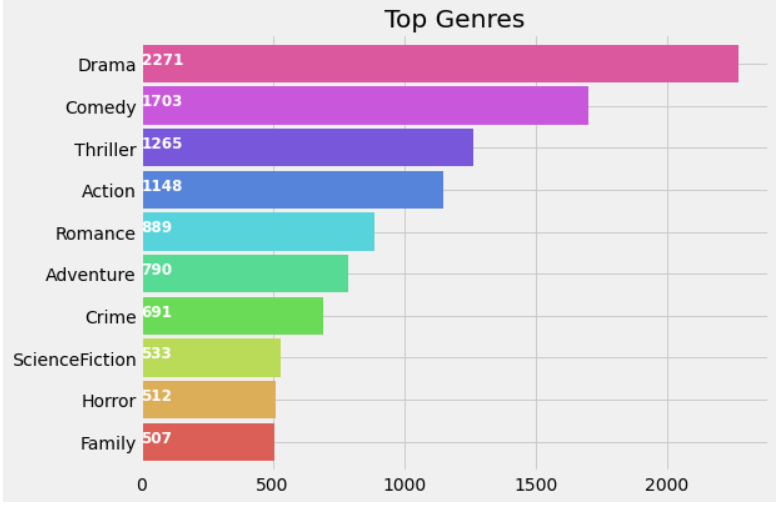 Top Genres
Drama 2271
Comedy 1703
Thriller 1265
Action 1148
Romance 889
Adventure 790
Crime 691
ScienceFiction 533
Horror 512
Family 507
0 500 1000 1500 2000